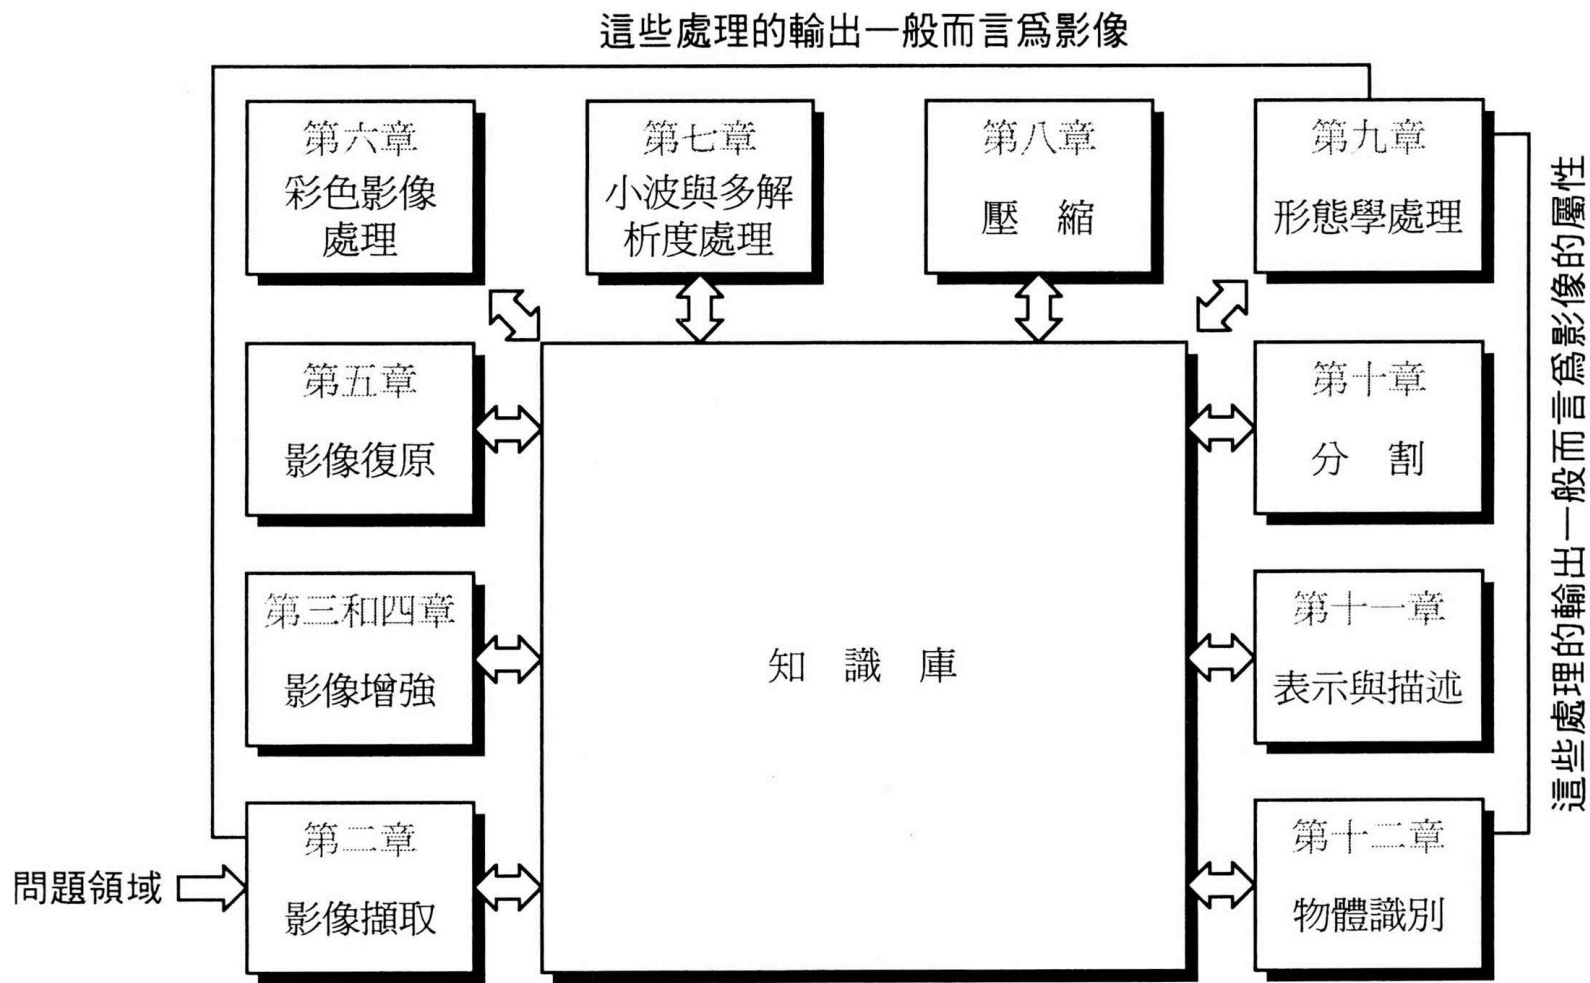 這些處理的輸出一般而言爲影像
第六章
彩色影像
處理
第七章
小波與多解
析度處理
第八章
壓 縮
第九章
形態學處理
這些處理的輸出一般而言爲影像的屬性
第五章
影像復原
第十章
分 割
第三和四章
影像增強
知 識 庫
第十一章
表示與描述
第二章
影像擷取
第十二章
物體識別
問題領域